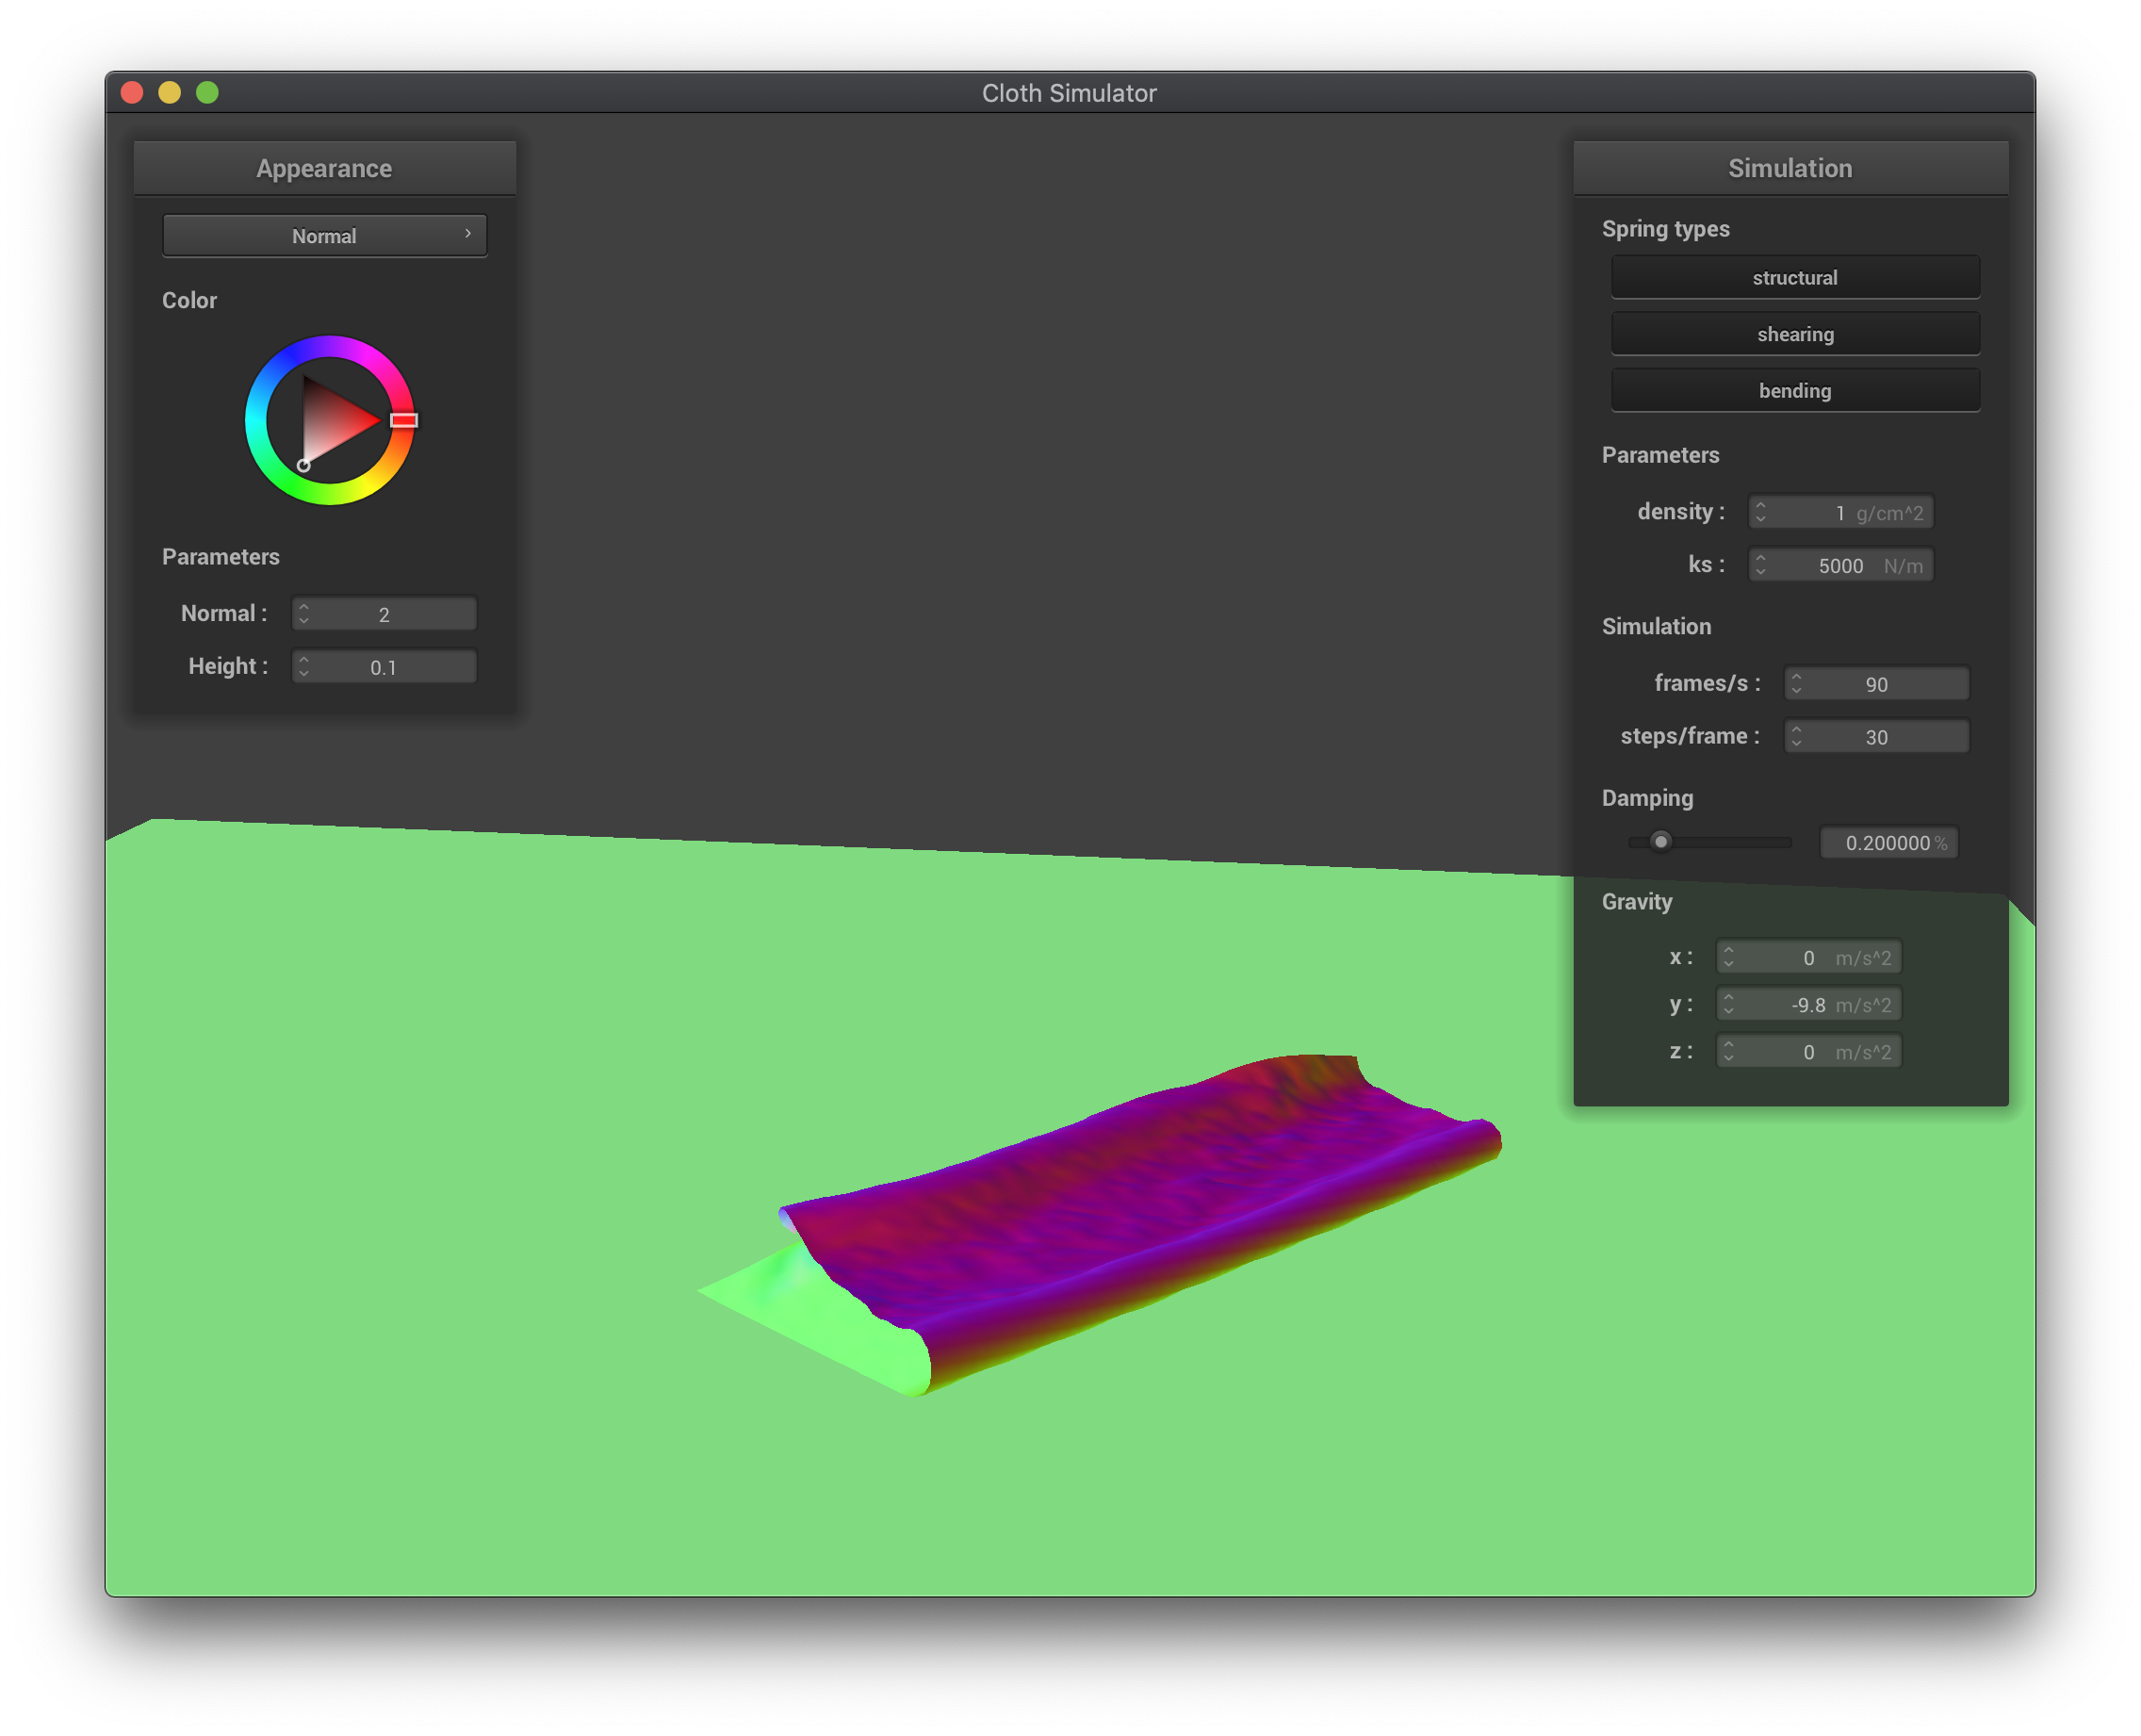 Cloth Simulator
Appearance
Normal
Color
Parameters
Normal : 2
Height : 0.1
Simulation
Spring types
structural
shearing
bending
Parameters
density : 1 g/cm^2
ks : 5000 N/m
Simulation
frames/s : 90
steps/frame : 30
Damping
0.200000 %
Gravity
x : 0 m/s^2
y : -9.8 m/s^2
z : 0 m/s^2